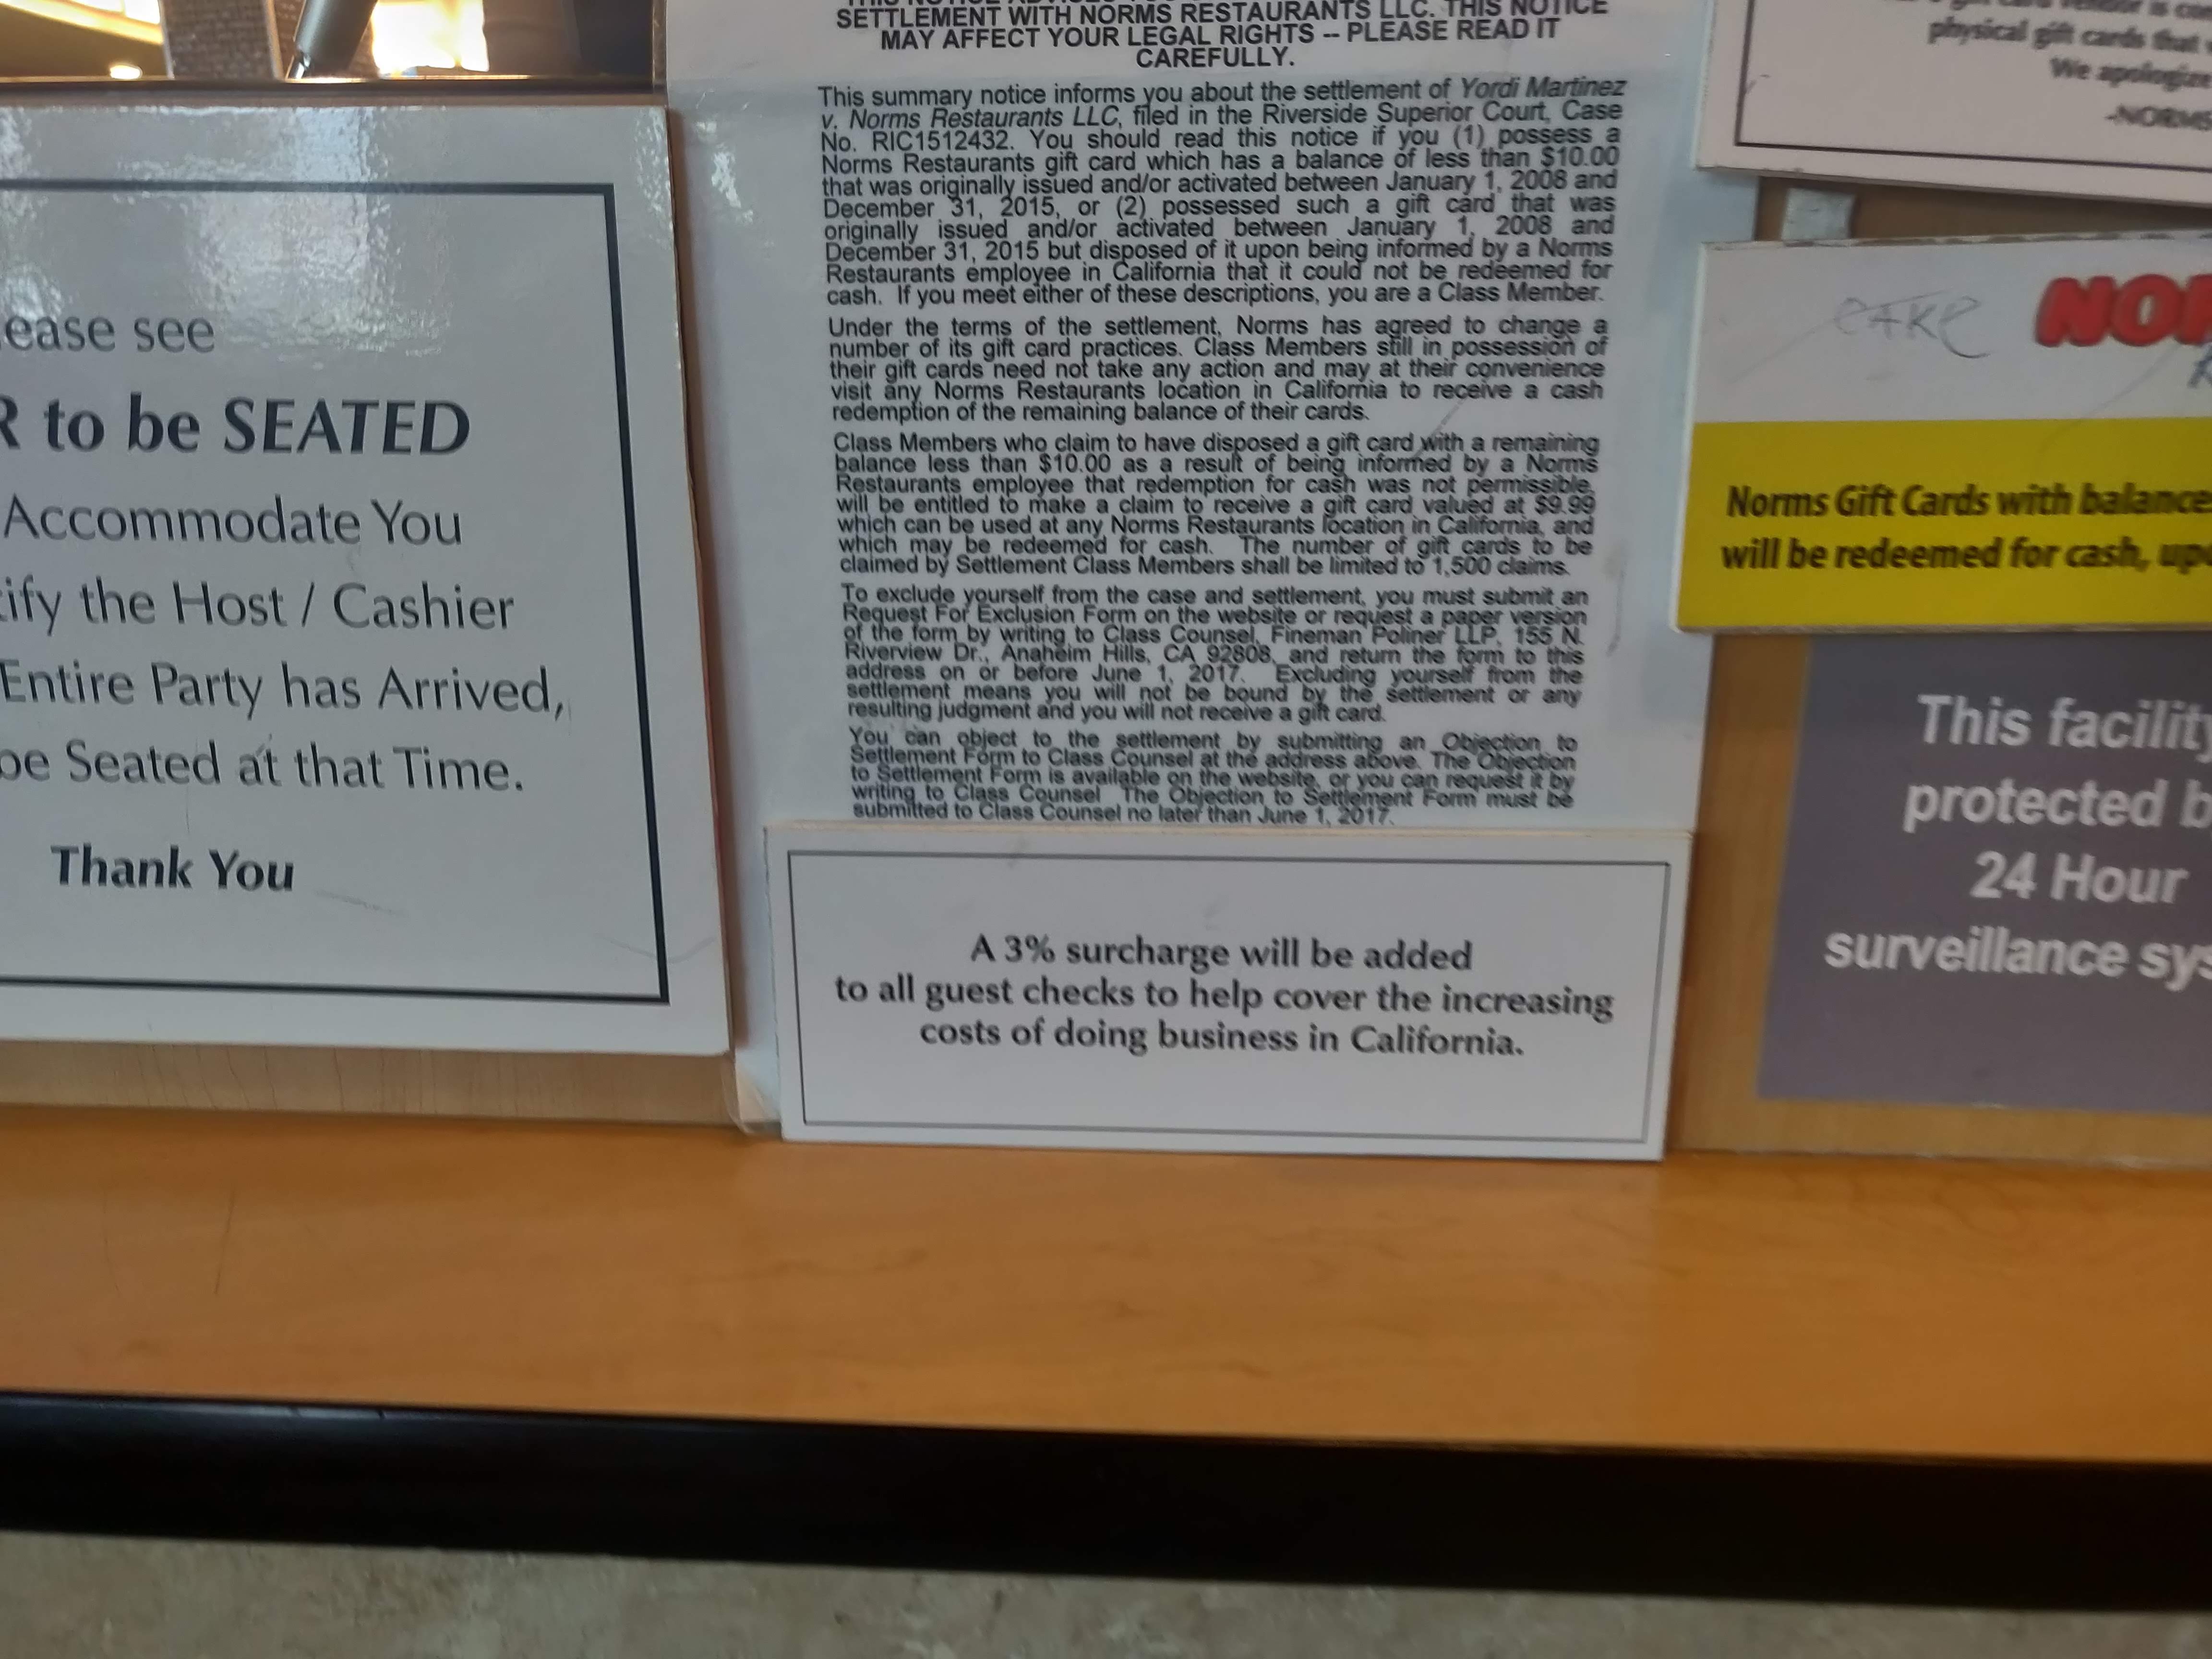 ease see
R to be SEATED
Accommodate You
ify the Host / Cashier
Entire Party has Arrived,
be Seated at that Time.
Thank You
SETTLEMENT WITH NORMS RESTAURANTS LLC. THIS NOTICE
MAY AFFECT YOUR LEGAL RIGHTS -- PLEASE READ IT
CAREFULLY.
This summary notice informs you about the settlement of Yordi Martinez
v. Norms Restaurants LLC, filed in the Riverside Superior Court, Case
No. RIC1512432. You should read this notice if you (1) possess a
Norms Restaurants gift card which has a balance of less than $10.00
that was originally issued and/or activated between January 1, 2008 and
December 31, 2015, or (2) possessed such a gift card that was
originally issued and/or activated between January 1, 2008 and
December 31, 2015 but disposed of it upon being informed by a Norms
Restaurants employee in California that it could not be redeemed for
cash. If you meet either of these descriptions, you are a Class Member.
Under the terms of the settlement, Norms has agreed to change a
number of its gift card practices. Class Members still in possession of
their gift cards need not take any action and may at their convenience
visit any Norms Restaurants location in California to receive a cash
redemption of the remaining balance of their cards.
Class Members who claim to have disposed a gift card with a remaining
balance less than $10.00 as a result of being informed by a Norms
Restaurants employee that redemption for cash was not permissible,
will be entitled to make a claim to receive a gift card valued at $9.99
which can be used at any Norms Restaurants location in California, and
which may be redeemed for cash. The number of gift cards to be
claimed by Settlement Class Members shall be limited to 1,500 claims.
To exclude yourself from the case and settlement, you must submit an
Request For Exclusion Form on the website or request a paper version
of the form by writing to Class Counsel, Fineman Poliner LLP, 155 N.
Riverview Dr., Anaheim Hills, CA 92808, and return the form to this
address on or before June 1, 2017. Excluding yourself from the
settlement means you will not be bound by the settlement or any
resulting judgment and you will not receive a gift card.
You can object to the settlement by submitting an Objection to
Settlement Form to Class Counsel at the address above. The Objection
to Settlement Form is available on the website, or you can request it by
writing to Class Counsel The Objection to Settlement Form must be
submitted to Class Counsel no later than June 1, 2017.
A 3% surcharge will be added
to all guest checks to help cover the increasing
costs of doing business in California.
physical gift cards that
We apologize
-NORMS
CAKE
NOR
Norms Gift Cards with balance
will be redeemed for cash, up
This facility
protected b
24 Hour
surveillance sys